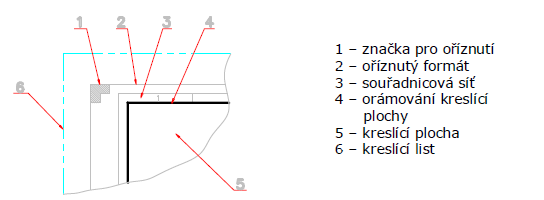 1 2 3 4
6
5
1 – značka pro oříznutí
2 – oříznutý formát
3 – souřadnicová síť
4 – orámování kreslící
plochy
5 – kreslící plocha
6 – kreslící list